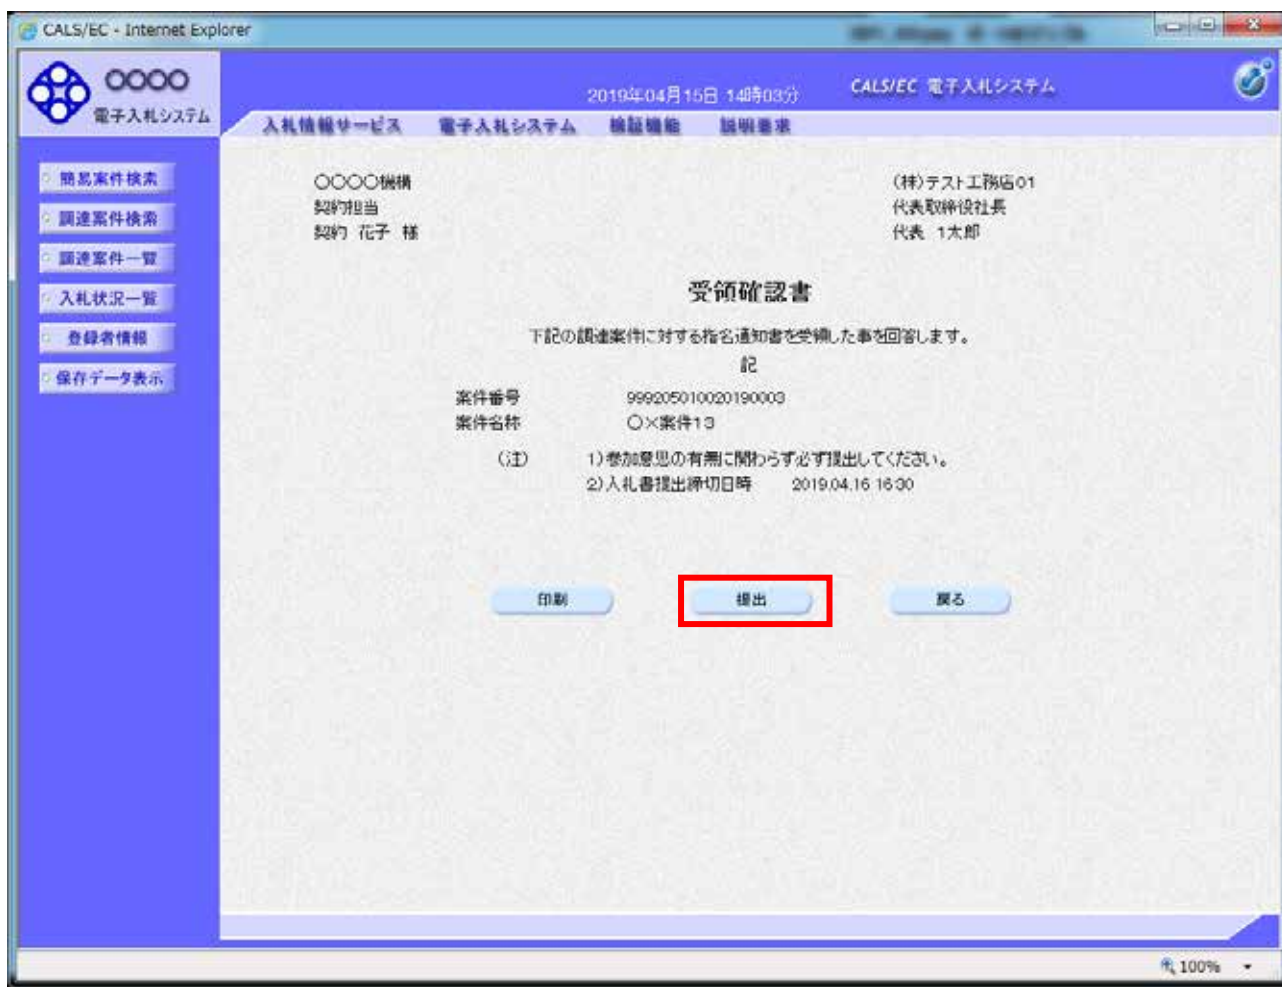 CALS/EC - Internet Explorer
〇〇〇〇
電子入札システム
2019年04月15日 14時03分
CALS/EC 電子入札システム
入札情報サービス 電子入札システム 検証機能 説明要求
簡易案件検索
調達案件検索
調達案件一覧
入札状況一覧
登録者情報
保存データ表示
〇〇〇〇機構
契約担当
契約 花子 様
(株)テスト工務店01
代表取締役社長
代表 1太郎
受領確認書
下記の調達案件に対する指名通知書を受領した事を回答します。
記
案件番号 999205010020190003
案件名称 〇×案件13
(注) 1)参加意思の有無に関わらず必ず提出してください。
2)入札書提出締切日時 2019.04.16 16:30
印刷 提出 戻る
100%